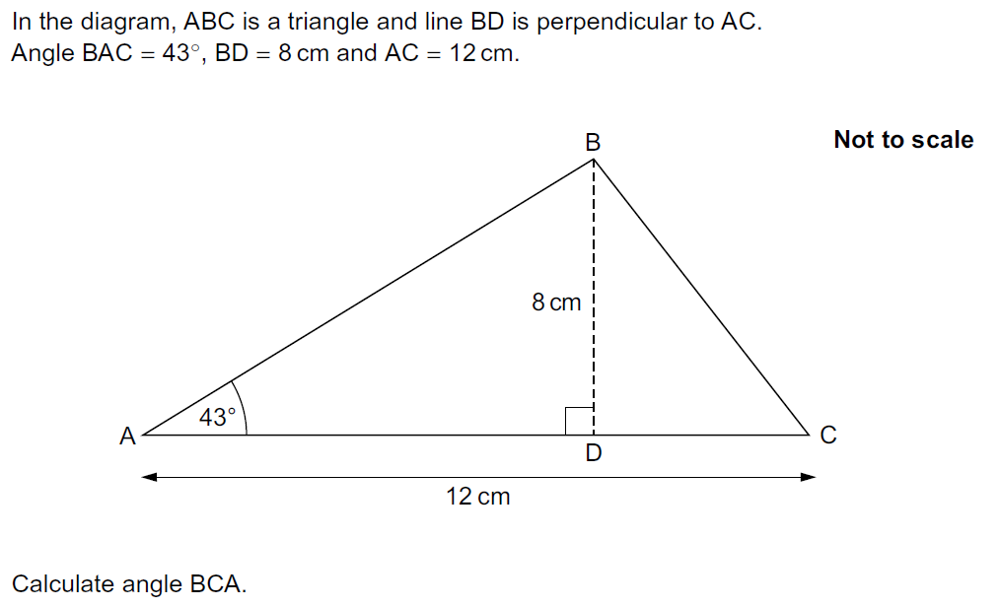 In the diagram, ABC is a triangle and line BD is perpendicular to AC.
Angle BAC = 43°, BD = 8 cm and AC = 12 cm.
B
Not to scale
8 cm
43°
A
C
D
12 cm
Calculate angle BCA.